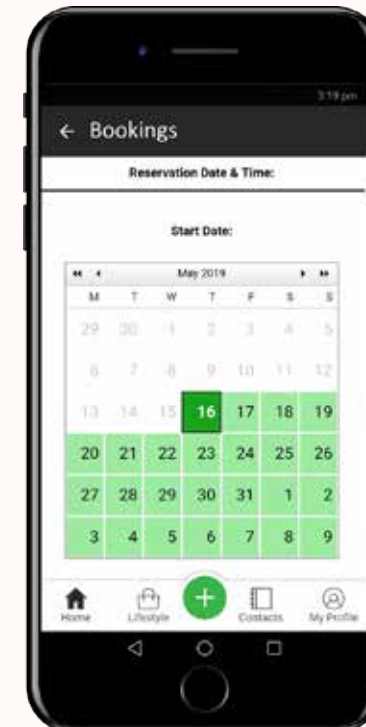 3:19 pm
← Bookings
Reservation Date & Time:
Start Date:
May 2019
M T W T F S S
29 30 1 2 3 4 5
6 7 8 9 10 11 12
13 14 15 16 17 18 19
20 21 22 23 24 25 26
27 28 29 30 31 1 2
3 4 5 6 7 8 9
Home Lifestyle + Contacts My Profile